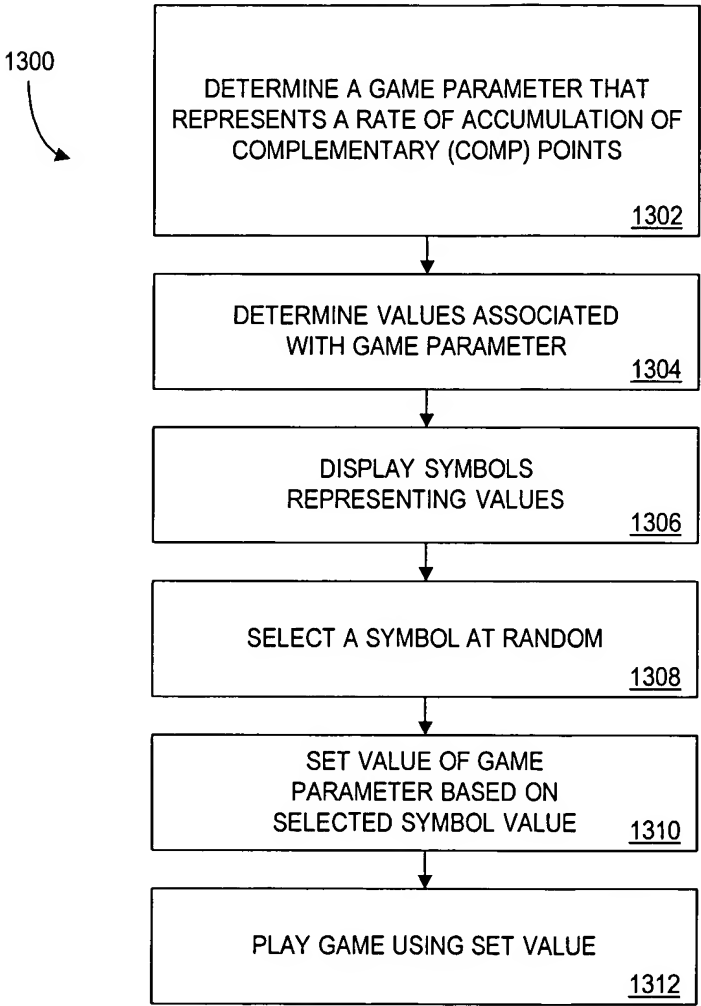 1300
DETERMINE A GAME PARAMETER THAT
REPRESENTS A RATE OF ACCUMULATION OF
COMPLEMENTARY (COMP) POINTS
1302
DETERMINE VALUES ASSOCIATED
WITH GAME PARAMETER
1304
DISPLAY SYMBOLS
REPRESENTING VALUES
1306
SELECT A SYMBOL AT RANDOM
1308
SET VALUE OF GAME
PARAMETER BASED ON
SELECTED SYMBOL VALUE
1310
PLAY GAME USING SET VALUE
1312